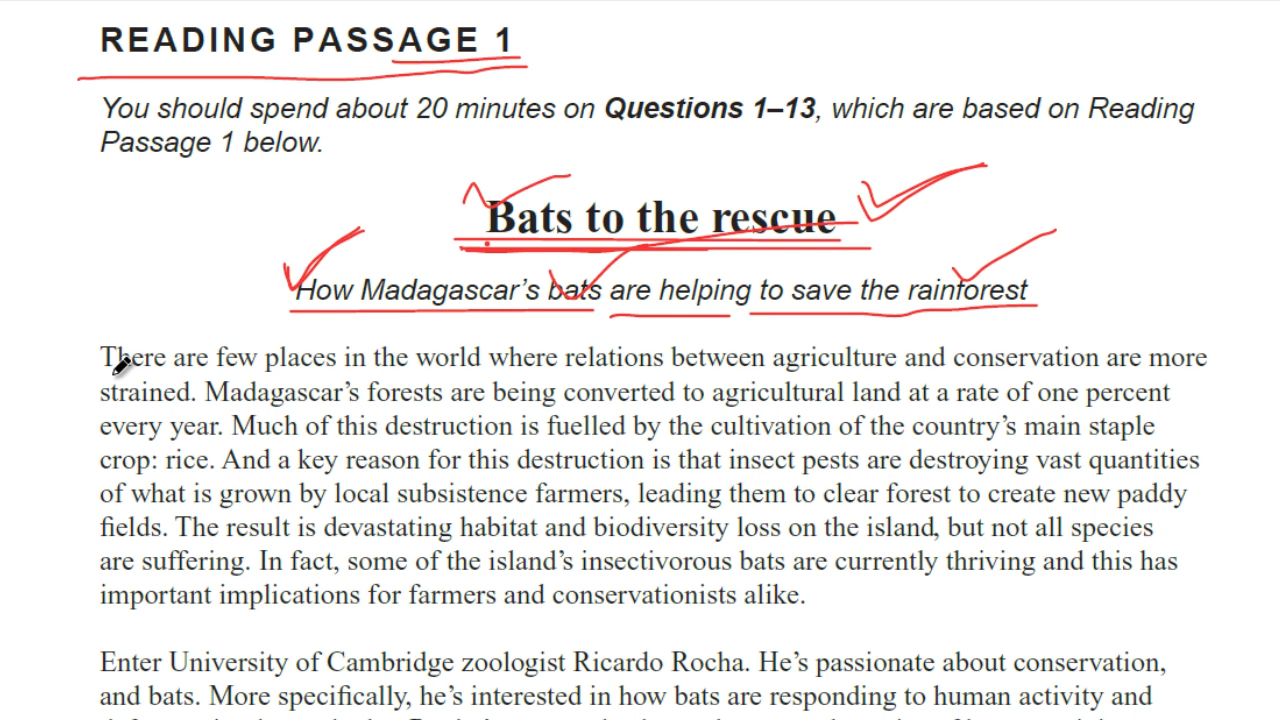 READING PASSAGE 1
You should spend about 20 minutes on Questions 1–13, which are based on Reading
Passage 1 below.
Bats to the rescue
How Madagascar's bats are helping to save the rainforest
There are few places in the world where relations between agriculture and conservation are more
strained. Madagascar's forests are being converted to agricultural land at a rate of one percent
every year. Much of this destruction is fuelled by the cultivation of the country's main staple
crop: rice. And a key reason for this destruction is that insect pests are destroying vast quantities
of what is grown by local subsistence farmers, leading them to clear forest to create new paddy
fields. The result is devastating habitat and biodiversity loss on the island, but not all species
are suffering. In fact, some of the island's insectivorous bats are currently thriving and this has
important implications for farmers and conservationists alike.
Enter University of Cambridge zoologist Ricardo Rocha. He's passionate about conservation,
and bats. More specifically, he's interested in how bats are responding to human activity and